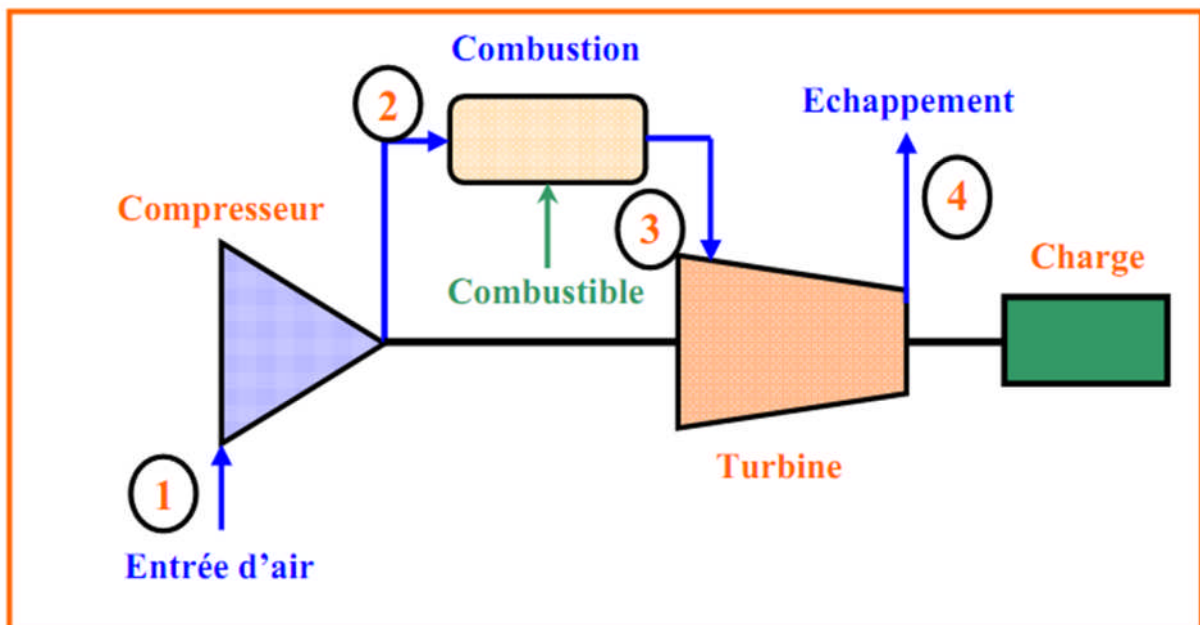 Combustion
2
Echappement
4
Compresseur
3
Charge
Combustible
Turbine
1
Entrée d'air